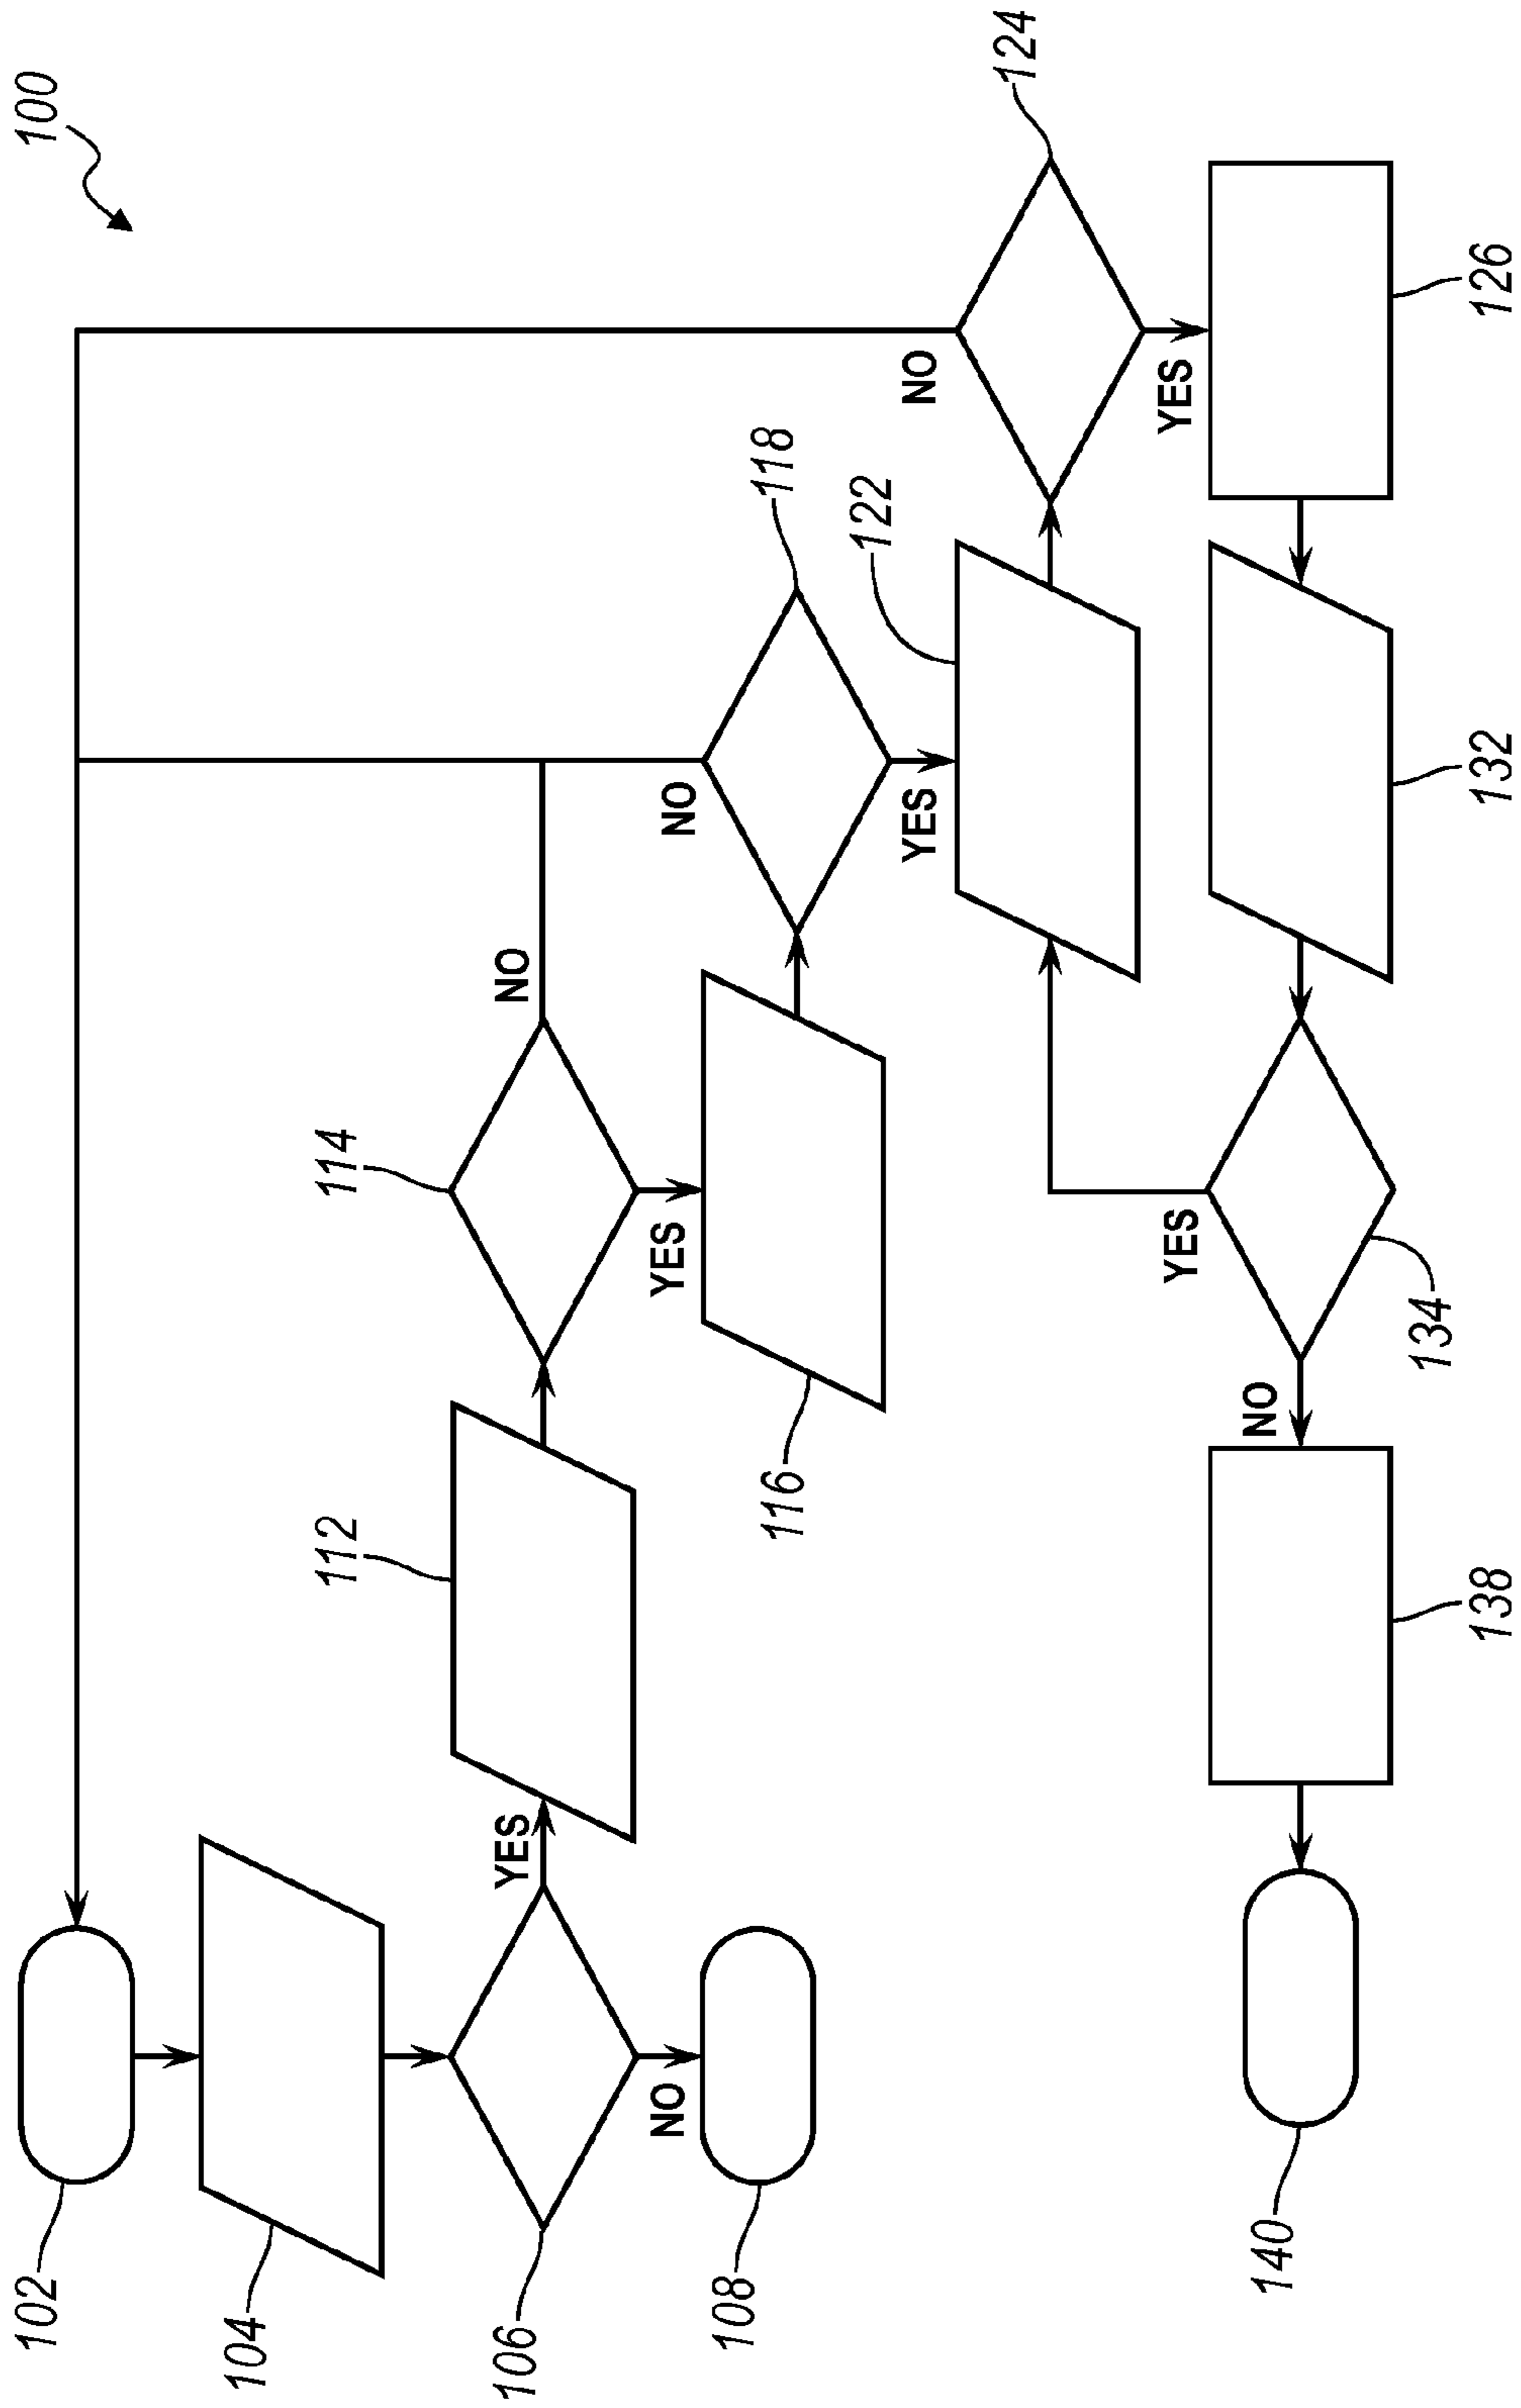 100
102
104
106
YES
NO
108
112
114
NO
YES
116
118
NO
YES
122
124
NO
YES
126
132
134
YES
NO
138
140